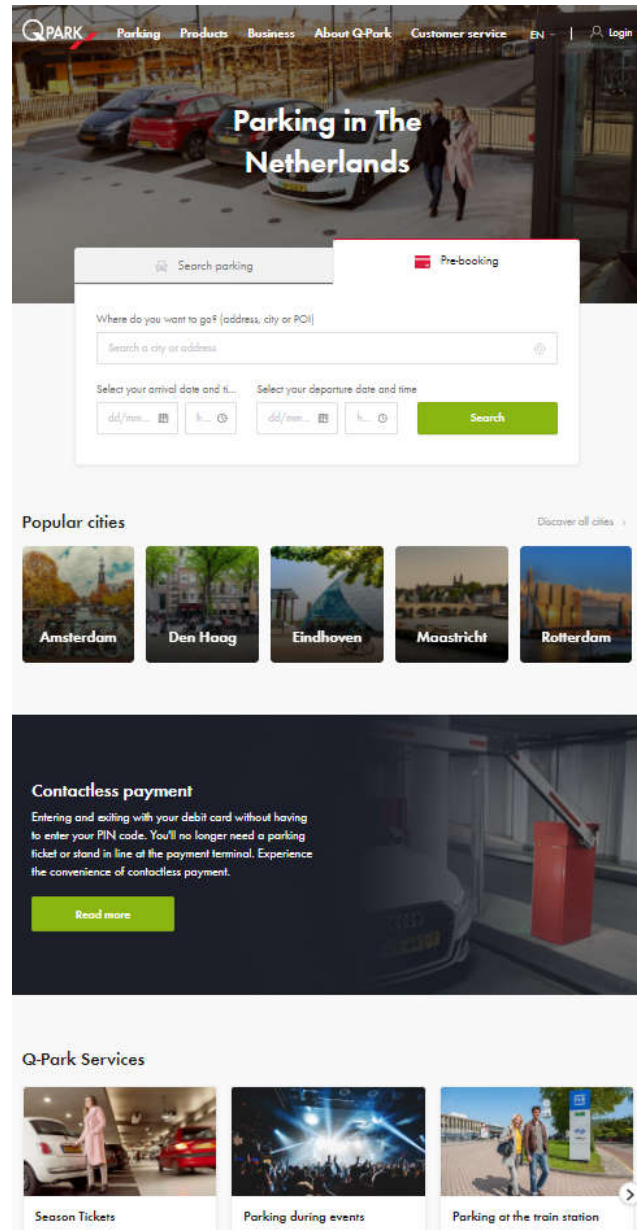 QPARK Parking Products Business About Q-Park Customer service EN | Login
Parking in The
Netherlands
Search parking
Pre-booking
Where do you want to go? (address, city or POI)
Search a city or address
Select your arrival date and ti... Select your departure date and time
dd/mm... h... dd/mm... h... Search
Popular cities
Discover all cities
Amsterdam Den Haag Eindhoven Maastricht Rotterdam
Contactless payment
Entering and exiting with your debit card without having
to enter your PIN code. You'll no longer need a parking
ticket or stand in line at the payment terminal. Experience
the convenience of contactless payment.
Read more
Q-Park Services
Season Tickets Parking during events Parking at the train station